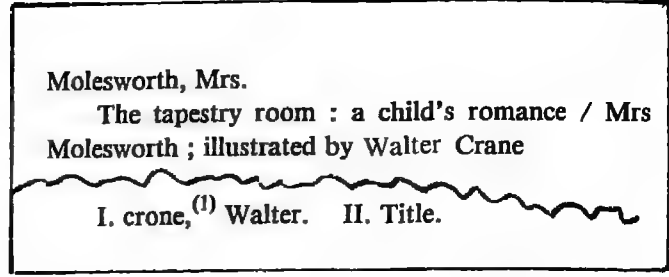 Molesworth, Mrs.
The tapestry room : a child's romance / Mrs
Molesworth ; illustrated by Walter Crane
I. crone,(1) Walter. II. Title.